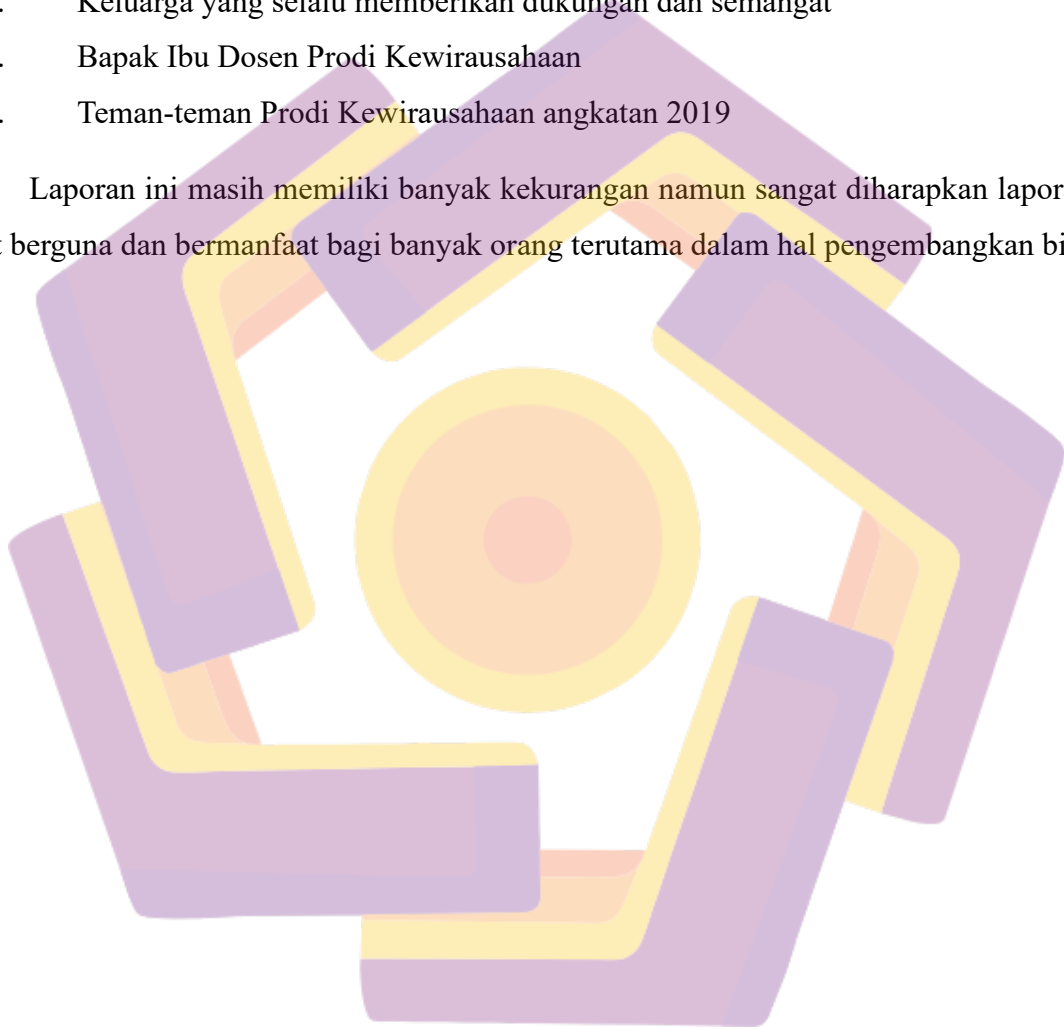 . Keluarga yang selalu memberikan dukungan dan semangat
. Bapak Ibu Dosen Prodi Kewirausahaan
. Teman-teman Prodi Kewirausahaan angkatan 2019
Laporan ini masih memiliki banyak kekurangan namun sangat diharapkan lapor
t berguna dan bermanfaat bagi banyak orang terutama dalam hal pengembangkan bi